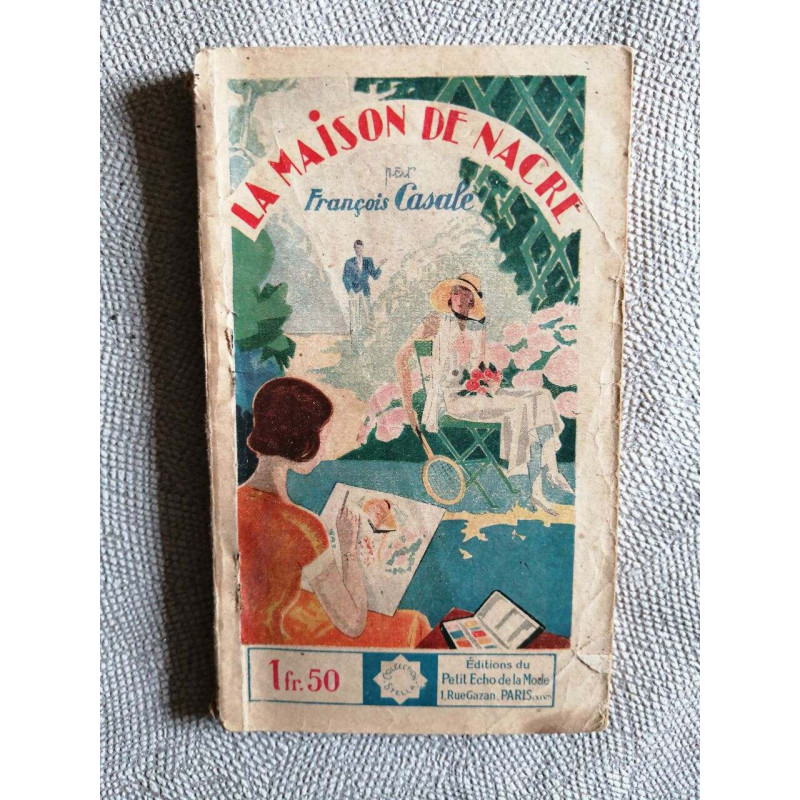 LA MAISON DE NACRE
par
François Casale
1 fr. 50
COLLECTION
STELLA
Éditions du
Petit Echo de la Mode
1, Rue Gazan, PARIS (XIVe)